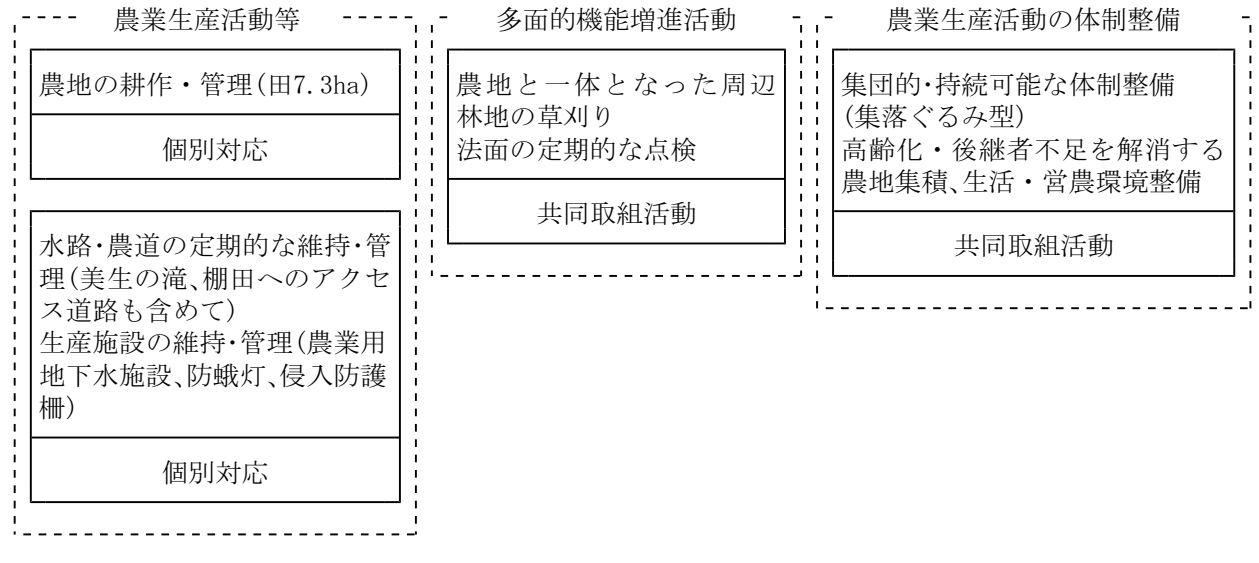 農業生産活動等
農地の耕作・管理(田7.3ha)
個別対応
水路・農道の定期的な維持・管
理(美生の滝、棚田へのアクセ
ス道路も含めて)
生産施設の維持・管理(農業用
地下水施設、防蛾灯、侵入防護
柵)
個別対応
多面的機能増進活動
農地と一体となった周辺
林地の草刈り
法面の定期的な点検
共同取組活動
農業生産活動の体制整備
集団的・持続可能な体制整備
(集落ぐるみ型)
高齢化・後継者不足を解消する
農地集積、生活・営農環境整備
共同取組活動